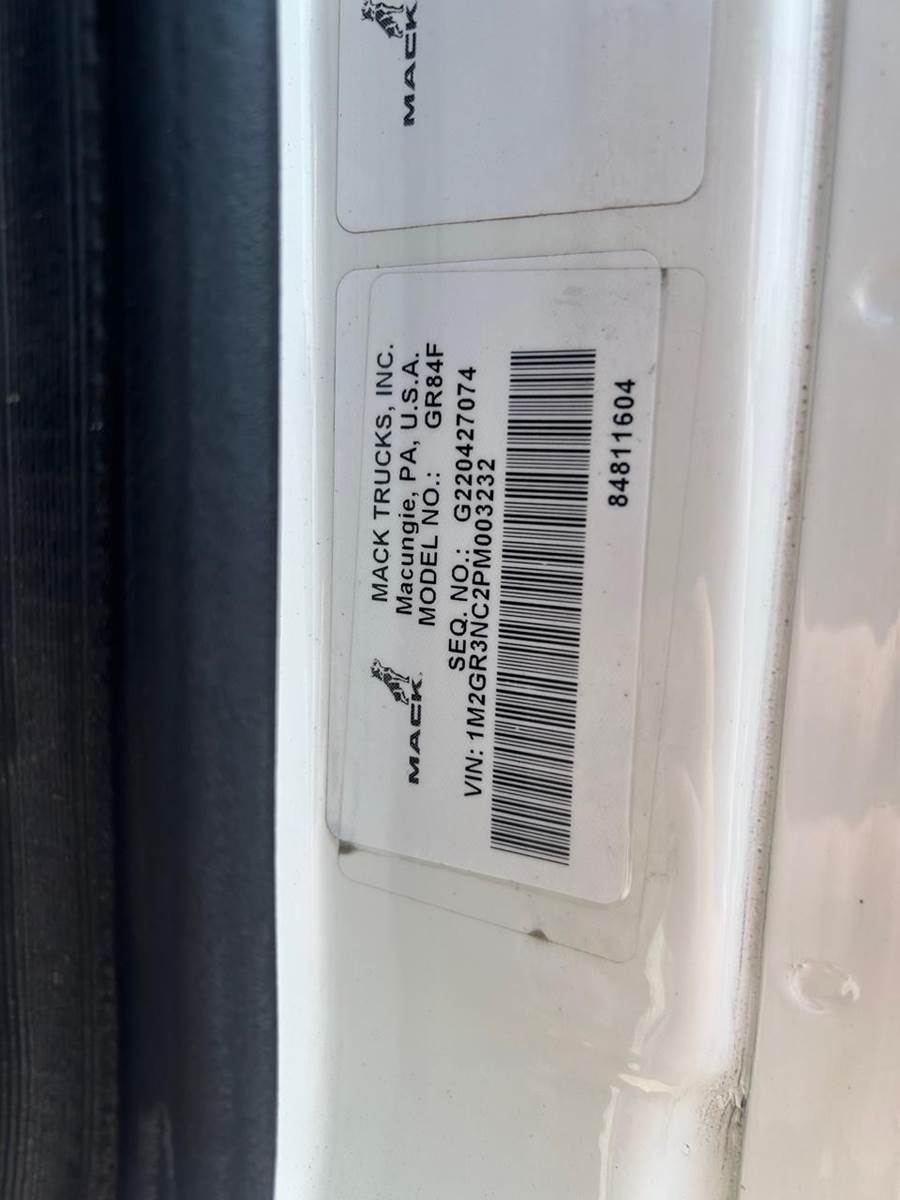 MACK
MACK TRUCKS, INC.
Macungie, PA, U.S.A.
MODEL NO.: GR84F
SEQ. NO.: G220427074
VIN: 1M2GR3NC2PM003232
84811604
MACK